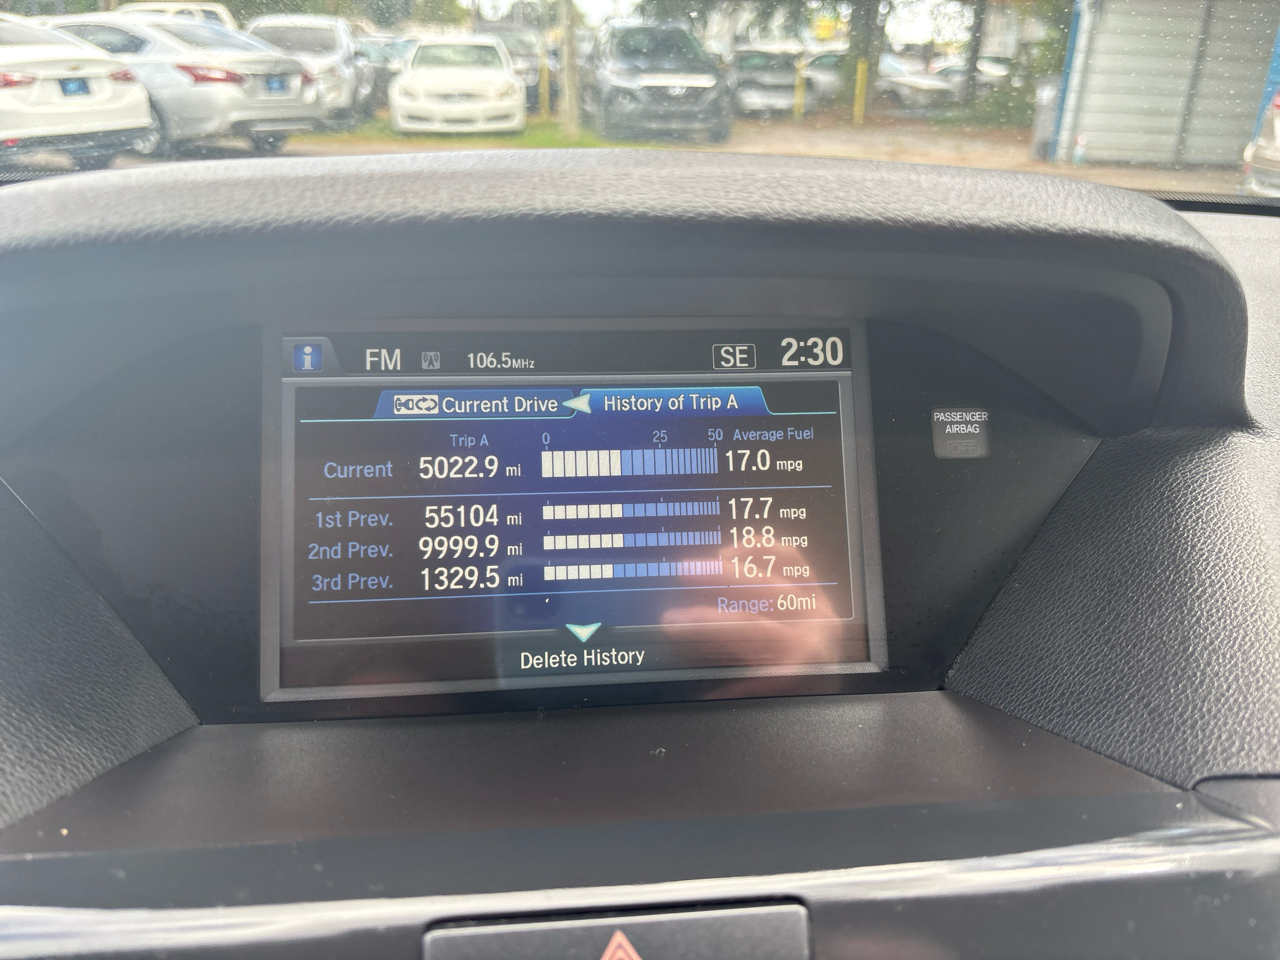 FM 106.5MHz SE 2:30
Current Drive History of Trip A
Trip A 0 25 50 Average Fuel
Current 5022.9 mi 17.0 mpg
1st Prev. 55104 mi 17.7 mpg
2nd Prev. 9999.9 mi 18.8 mpg
3rd Prev. 1329.5 mi 16.7 mpg
Range: 60mi
Delete History
PASSENGER
AIRBAG
OFF